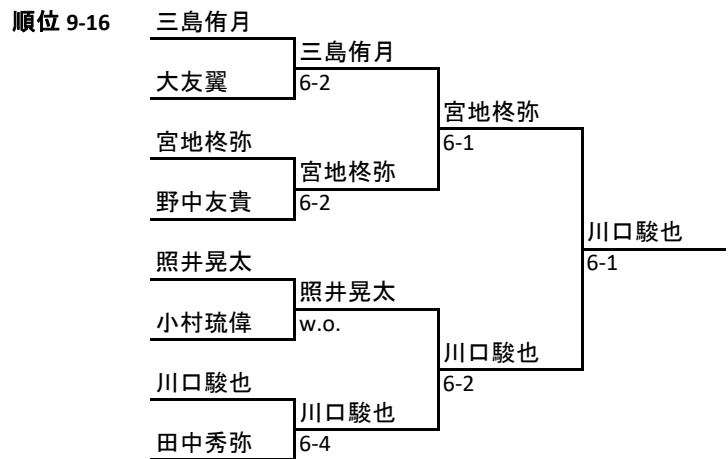 順位 9-16
三島侑月
三島侑月
大友翼
6-2
宮地柊弥
宮地柊弥
6-1
宮地柊弥
野中友貴
6-2
川口駿也
照井晃太
6-1
照井晃太
小村琉偉
w.o.
川口駿也
川口駿也
6-2
川口駿也
田中秀弥
6-4